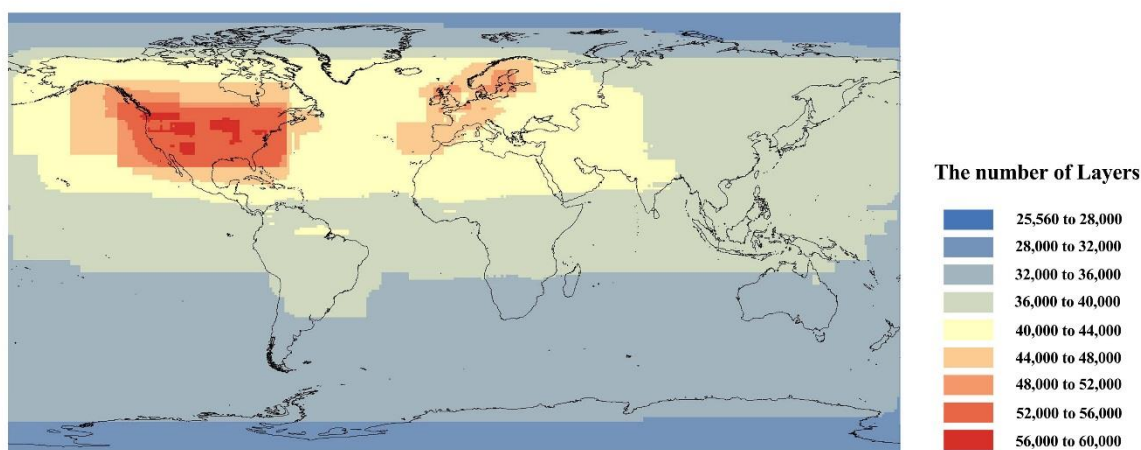 The number of Layers
25,560 to 28,000
28,000 to 32,000
32,000 to 36,000
36,000 to 40,000
40,000 to 44,000
44,000 to 48,000
48,000 to 52,000
52,000 to 56,000
56,000 to 60,000